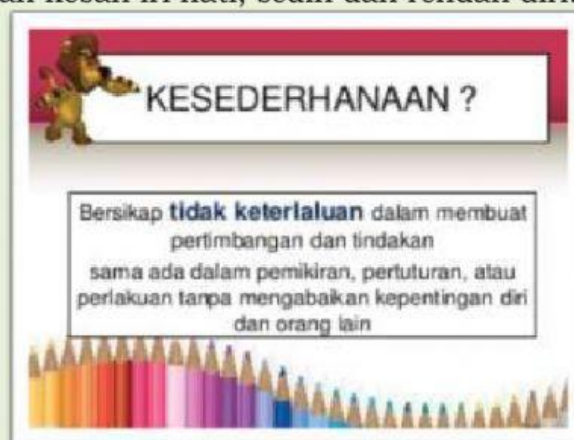 KESEDERHANAAN ?
Bersikap tidak keterlaluan dalam membuat
pertimbangan dan tindakan
sama ada dalam pemikiran, pertuturan, atau
perlakuan tanpa mengabaikan kepentingan diri
dan orang lain